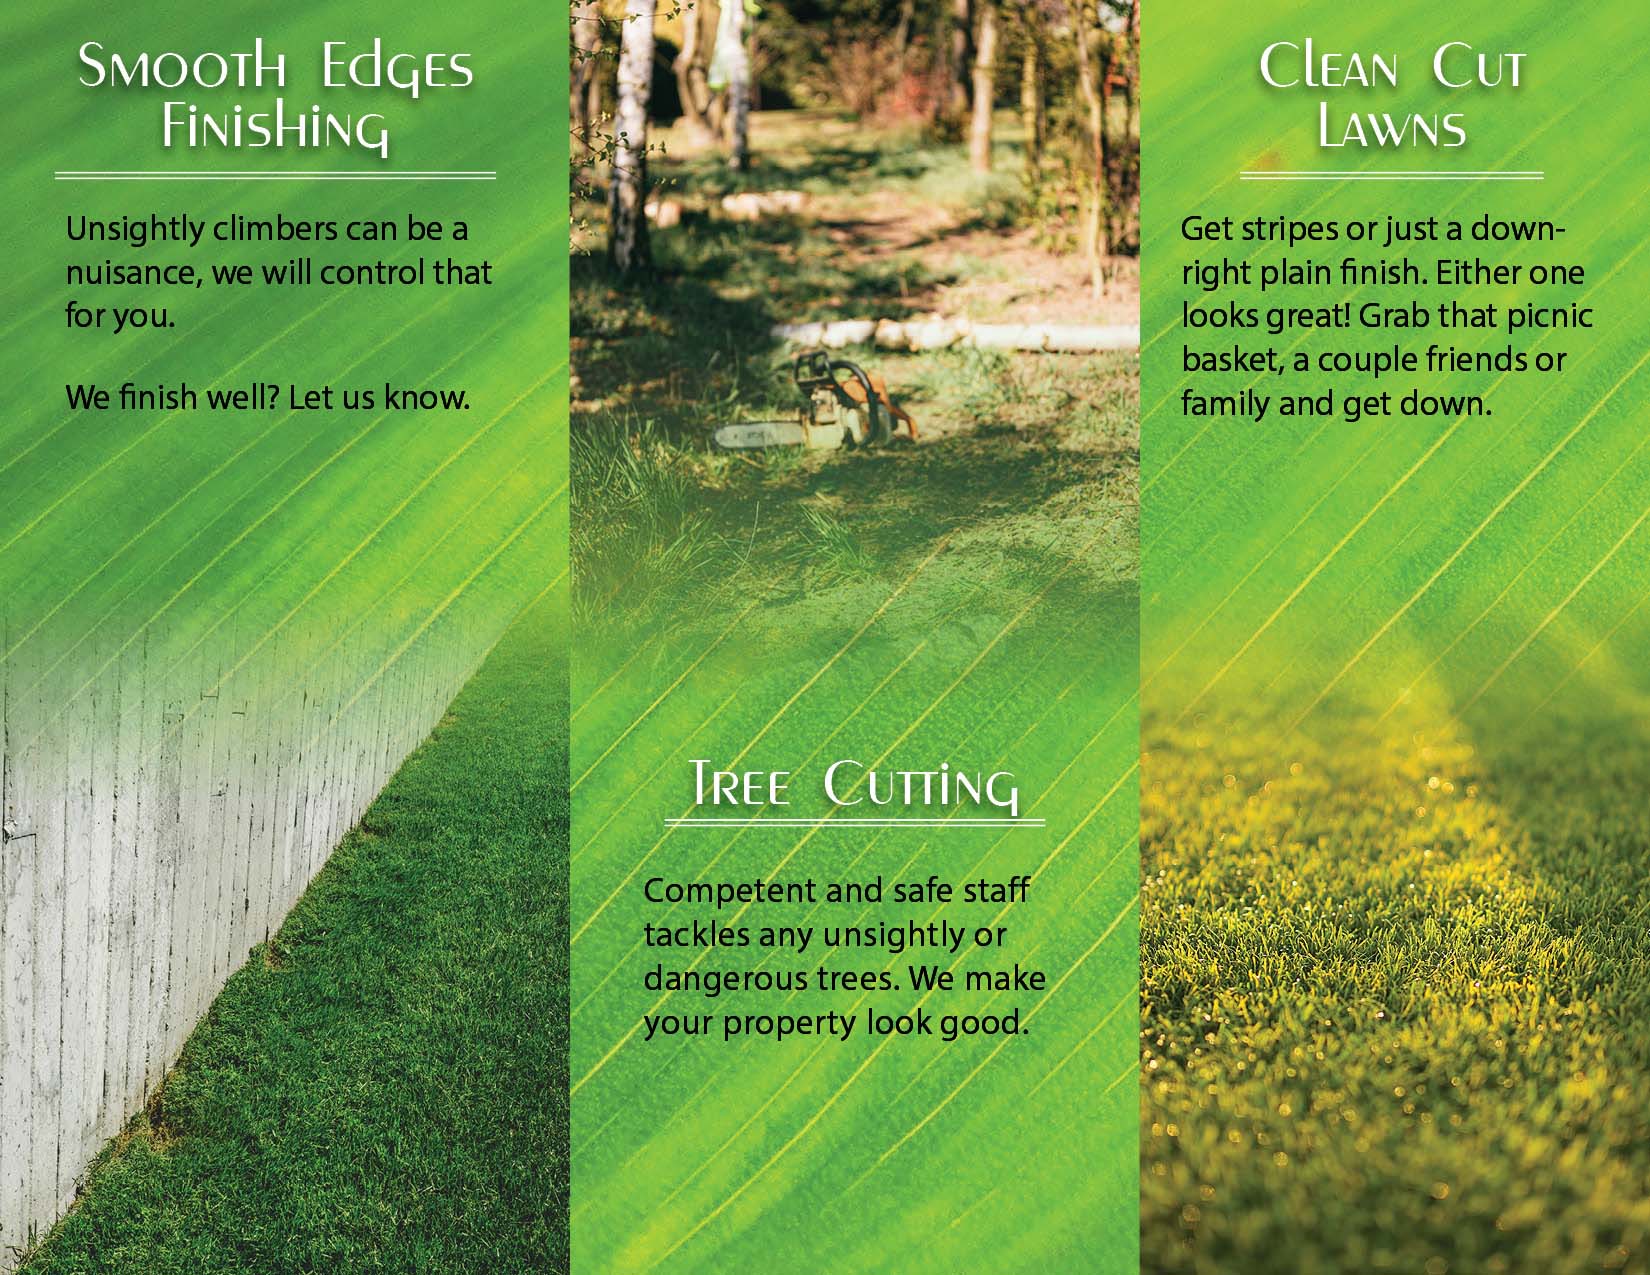 Smooth Edges
Finishing
Unsightly climbers can be a
nuisance, we will control that
for you.
We finish well? Let us know.
Tree Cutting
Competent and safe staff
tackles any unsightly or
dangerous trees. We make
your property look good.
Clean Cut
Lawns
Get stripes or just a down-
right plain finish. Either one
looks great! Grab that picnic
basket, a couple friends or
family and get down.